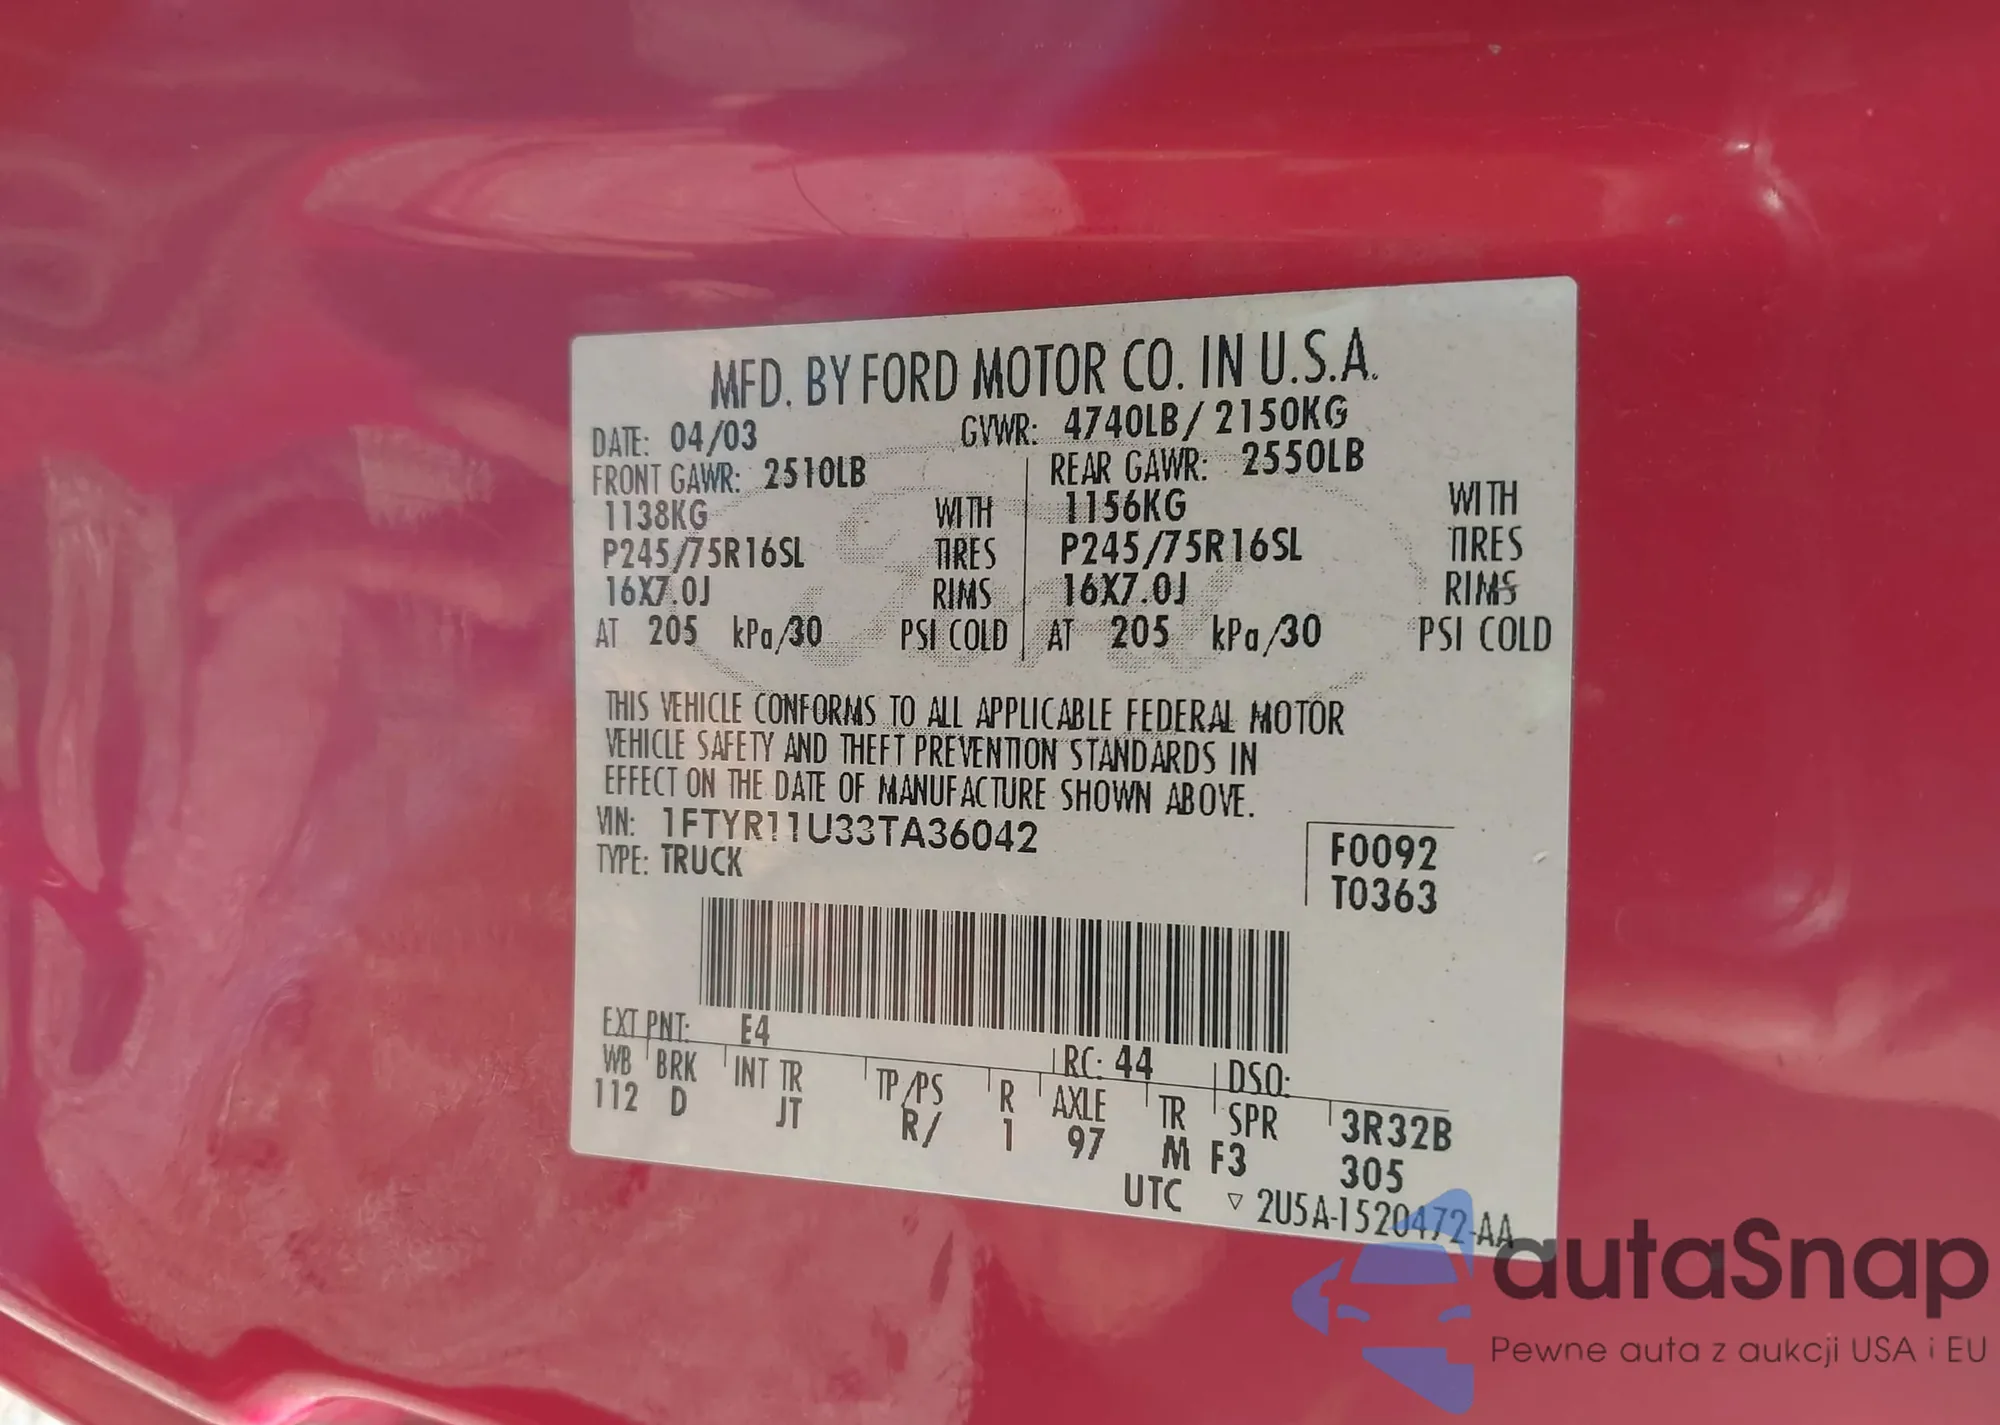 MFD. BY FORD MOTOR CO. IN U.S.A.
DATE: 04/03 GVWR: 4740LB/ 2150KG
FRONT GAWR: 2510LB REAR GAWR: 2550LB
1138KG WITH 1156KG WITH
P245/75R16SL TIRES P245/75R16SL TIRES
16X7.0J RIMS 16X7.0J RIMS
AT 205 kPa/30 PSI COLD AT 205 kPa/30 PSI COLD
THIS VEHICLE CONFORMS TO ALL APPLICABLE FEDERAL MOTOR
VEHICLE SAFETY AND THEFT PREVENTION STANDARDS IN
EFFECT ON THE DATE OF MANUFACTURE SHOWN ABOVE.
VIN: 1FTYR11U33TA36042
TYPE: TRUCK
F0092
T0363
EXT PNT: E4 RC: 44 DSO:
WB BRK INT TR TP/PS R AXLE TR SPR 3R32B
112 D JT R/ 1 97 M F3 305
UTC ▽ 2U5A-1520472-AA
autaSnap
Pewne auta z aukcji USA i EU